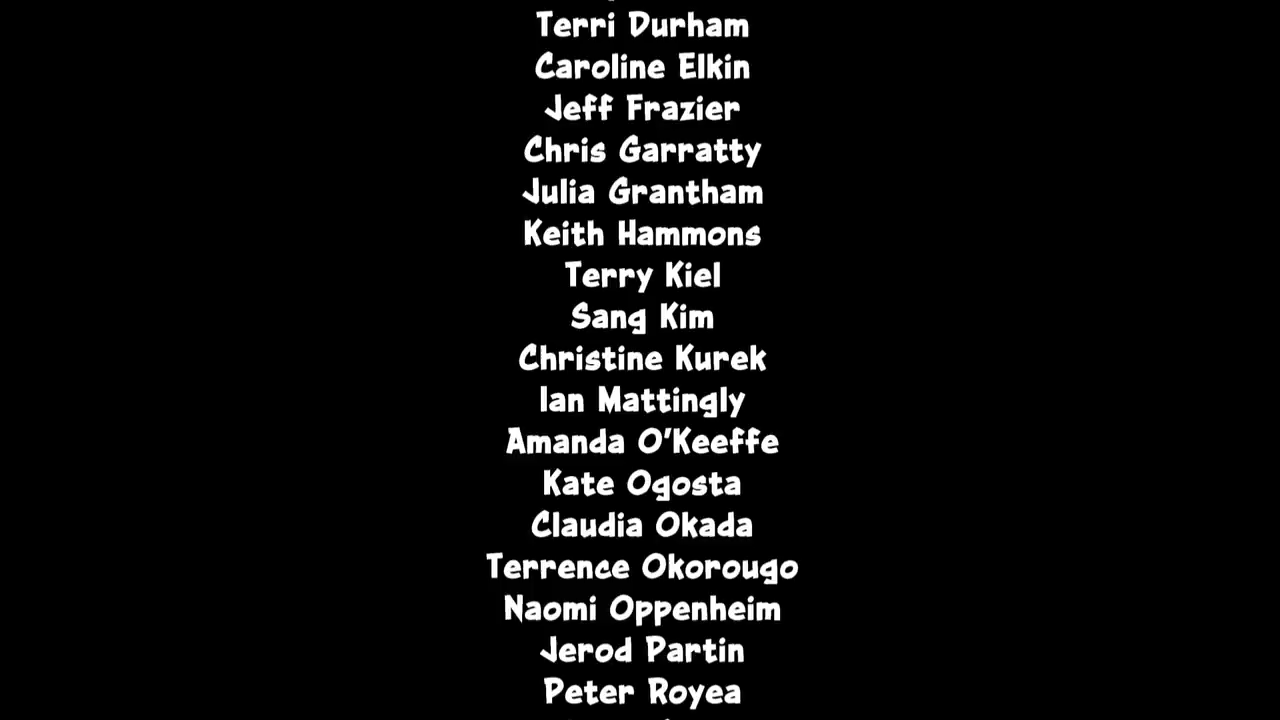 Terri Durham
Caroline Elkin
Jeff Frazier
Chris Garratty
Julia Grantham
Keith Hammons
Terry Kiel
Sang Kim
Christine Kurek
Ian Mattingly
Amanda O'Keeffe
Kate Ogosta
Claudia Okada
Terrence Okorougo
Naomi Oppenheim
Jerod Partin
Peter Royea